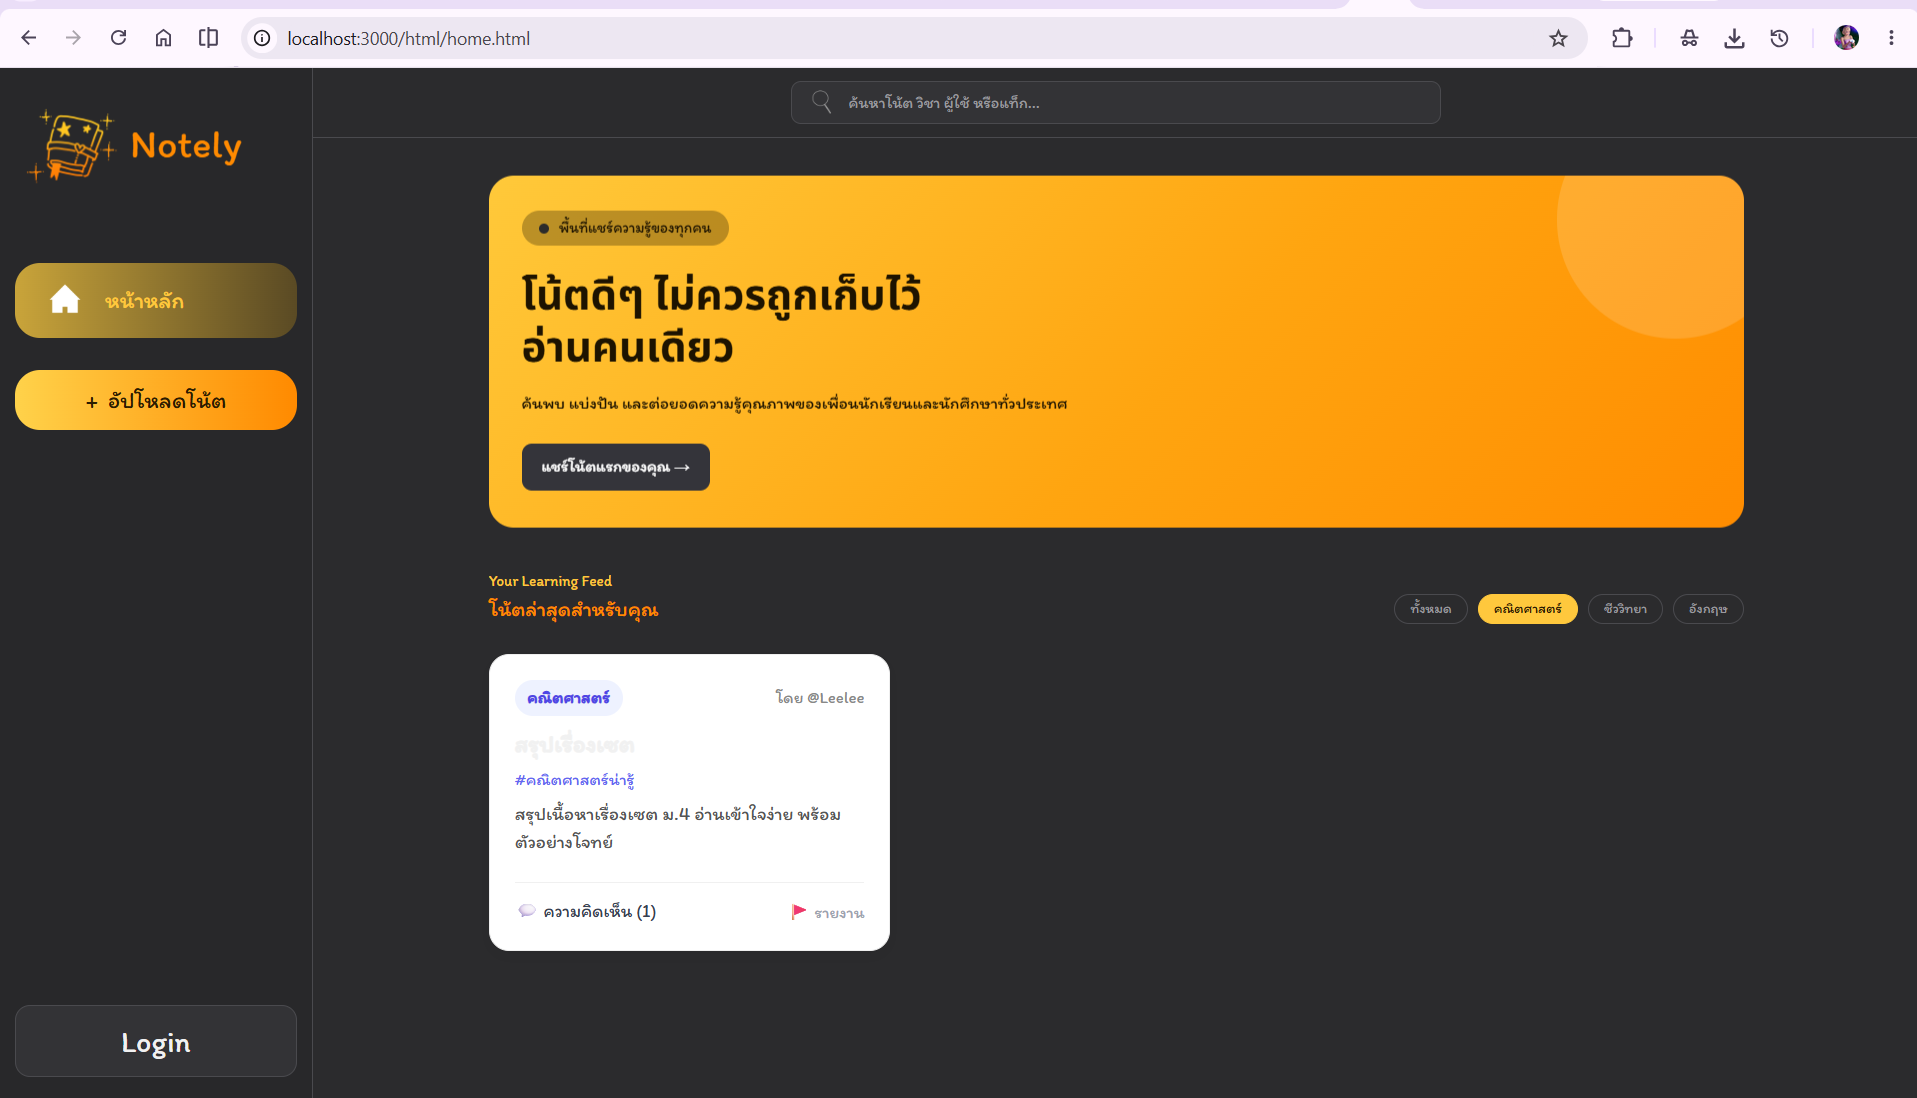 localhost:3000/html/home.html
Notely
ค้นหาโน้ต วิชา ผู้ใช้ หรือแท็ก...
หน้าหลัก
+ อัปโหลดโน้ต
พื้นที่แชร์ความรู้ของทุกคน
โน้ตดีๆ ไม่ควรถูกเก็บไว้
อ่านคนเดียว
ค้นพบ แบ่งปัน และต่อยอดความรู้คุณภาพของเพื่อนนักเรียนและนักศึกษาทั่วประเทศ
แชร์โน้ตแรกของคุณ →
Your Learning Feed
โน้ตล่าสุดสำหรับคุณ
ทั้งหมด คณิตศาสตร์ ชีววิทยา อังกฤษ
คณิตศาสตร์ โดย @Leelee
สรุปเรื่องเซต
#คณิตศาสตร์น่ารู้
สรุปเนื้อหาเรื่องเซต ม.4 อ่านเข้าใจง่าย พร้อม
ตัวอย่างโจทย์
ความคิดเห็น (1) รายงาน
Login